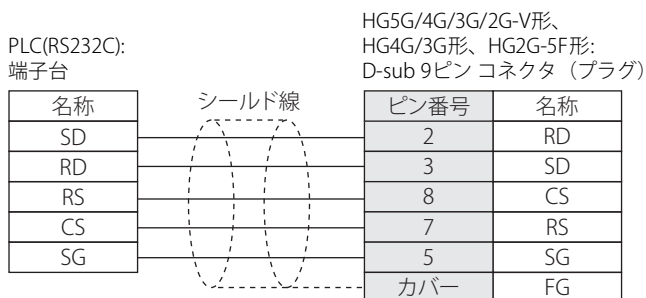 HG5G/4G/3G/2G-V形、
PLC(RS232C): HG4G/3G形、HG2G-5F形:
端子台 D-sub 9ピン コネクタ（プラグ）
名称 シールド線 ピン番号 名称
SD 2 RD
RD 3 SD
RS 8 CS
CS 7 RS
SG 5 SG
カバー FG